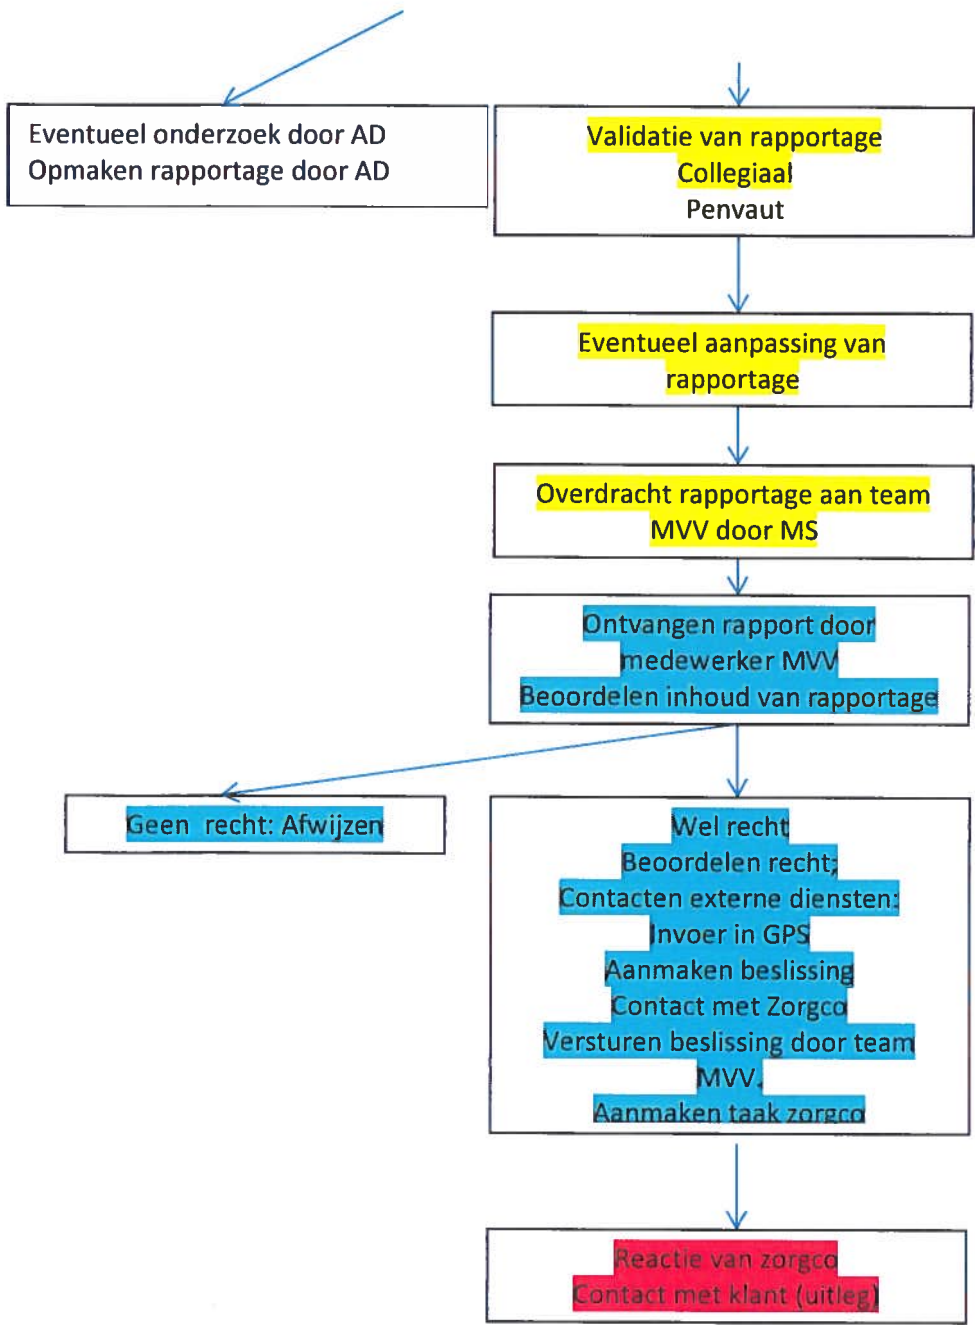 Eventueel onderzoek door AD
Opmaken rapportage door AD
Validatie van rapportage
Collegiaal
Penvaut
Eventueel aanpassing van
rapportage
Overdracht rapportage aan team
MVV door MS
Ontvangen rapport door
medewerker MVV
Beoordelen inhoud van rapportage
Geen recht: Afwijzen
Wel recht
Beoordelen recht;
Contacten externe diensten:
Invoer in GPS
Aanmaken beslissing
Contact met Zorgco
Versturen beslissing door team
MVV.
Aanmaken taak zorgco
Reactie van zorgco
Contact met klant (uitleg)